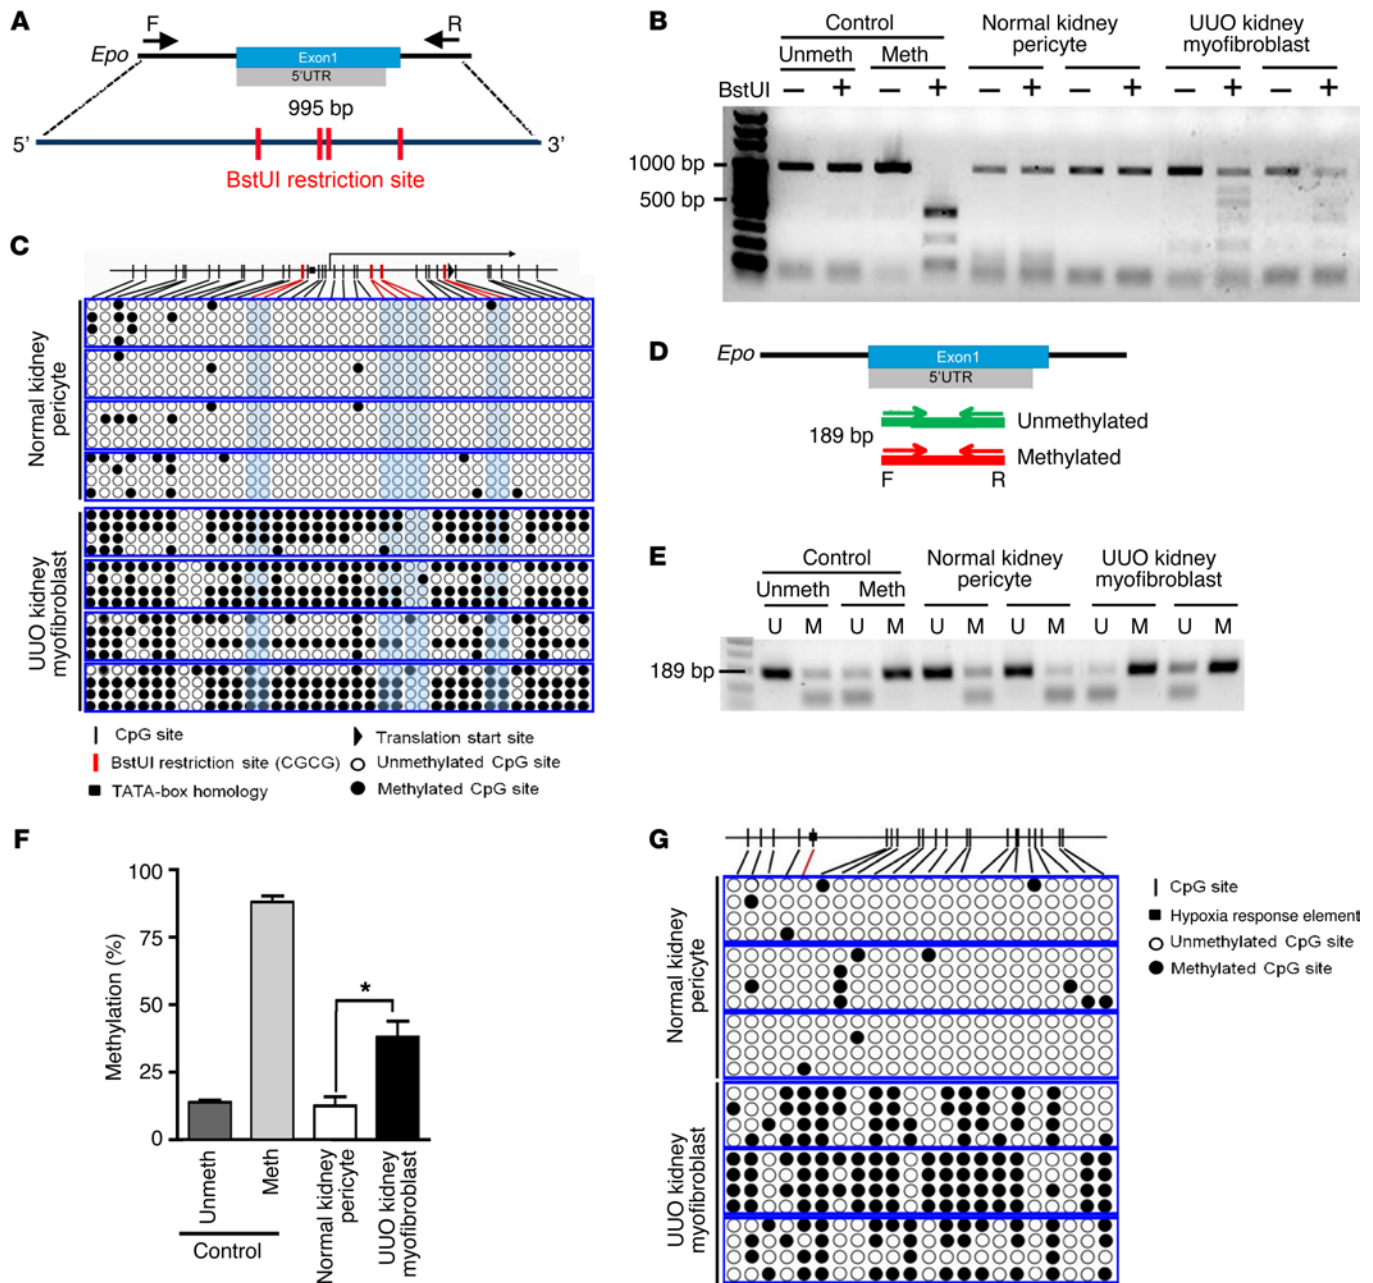 A
F
R
Epo
Exon1
5'UTR
995 bp
5'
3'
BstUI restriction site
B
Control
Normal kidney
pericyte
UUO kidney
myofibroblast
Unmeth
Meth
BstUI
− + − + − + − + − + − +
1000 bp
500 bp
C
Normal kidney
pericyte
UUO kidney
myofibroblast
CpG site
BstUI restriction site (CGCG)
TATA-box homology
Translation start site
Unmethylated CpG site
Methylated CpG site
D
Epo
Exon1
5'UTR
189 bp
Unmethylated
Methylated
F
R
E
Control
Normal kidney
pericyte
UUO kidney
myofibroblast
Unmeth
Meth
U M U M U M U M U M U M
189 bp
F
Methylation (%)
100
75
50
25
0
*
Unmeth
Meth
Normal kidney
pericyte
UUO kidney
myofibroblast
Control
G
Normal kidney
pericyte
UUO kidney
myofibroblast
CpG site
Hypoxia response element
Unmethylated CpG site
Methylated CpG site